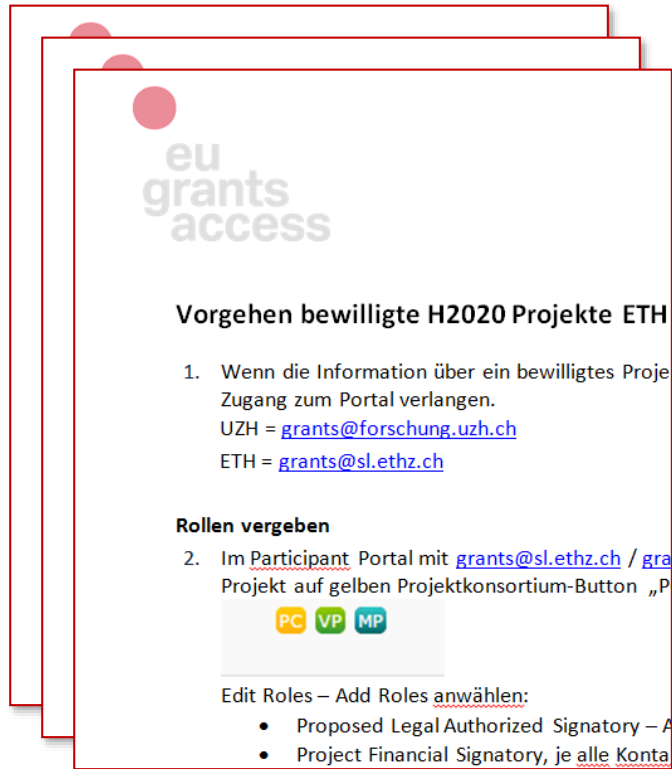 eu
grants
access
Vorgehen bewilligte H2020 Projekte ETH
1. Wenn die Information über ein bewilligtes Proje
Zugang zum Portal verlangen.
UZH = grants@forschung.uzh.ch
ETH = grants@sl.ethz.ch
Rollen vergeben
2. Im Participant Portal mit grants@sl.ethz.ch / gra
Projekt auf gelben Projektkonsortium-Button „P
PC VP MP
Edit Roles – Add Roles anwählen:
• Proposed Legal Authorized Signatory – A
• Project Financial Signatory, je alle Konta